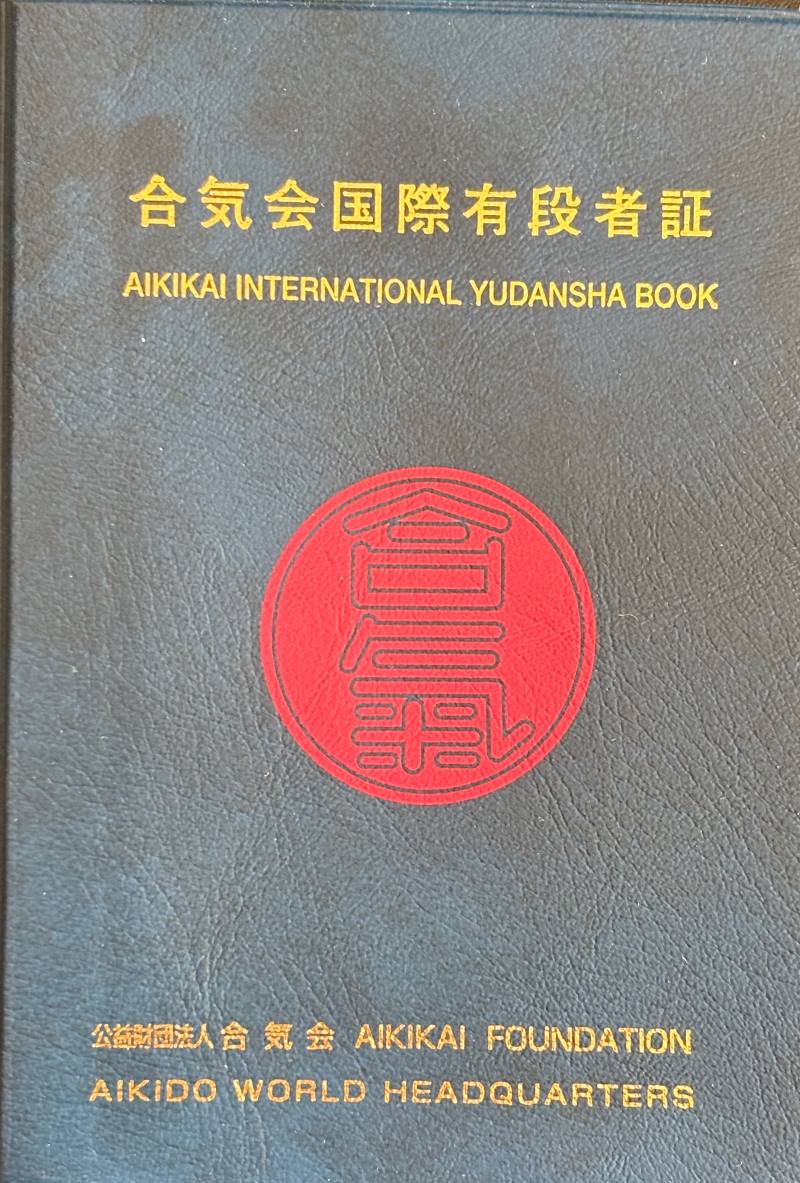 合気会国際有段者証
AIKIKAI INTERNATIONAL YUDANSHA BOOK
合氣
公益財団法人 合気会 AIKIKAI FOUNDATION
AIKIDO WORLD HEADQUARTERS